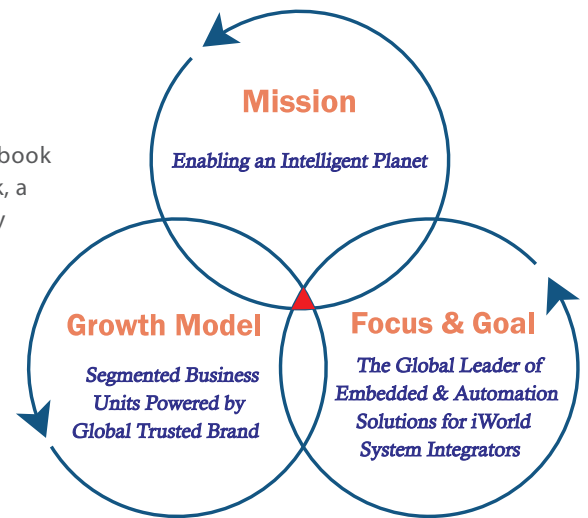 Mission
Enabling an Intelligent Planet
book
, a
Growth Model
Segmented Business
Units Powered by
Global Trusted Brand
Focus & Goal
The Global Leader of
Embedded & Automation
Solutions for iWorld
System Integrators